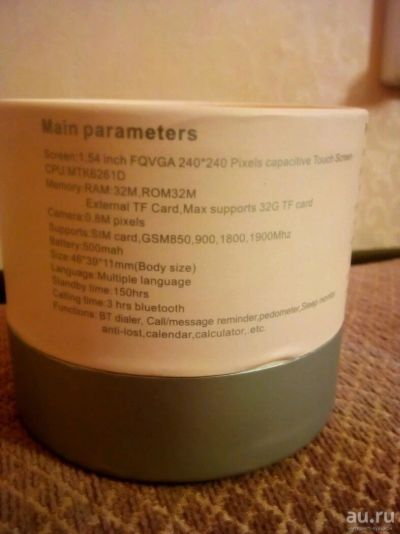 Main parameters
Screen:1.54 inch FQVGA 240*240 Pixels capacitive Touch Screen
CPU:MTK6261D
Memory:RAM:32M,ROM32M
External TF Card,Max supports 32G TF card
Camera:0.8M pixels
Supports:SIM card,GSM850,900,1800,1900Mhz
Battery:500mah
Size:46*39*11mm(Body size)
Language:Multiple language
Standby time:150hrs
Calling time:3 hrs bluetooth
Functions: BT dialer, Call/message reminder,pedometer,Sleep monitor
anti-lost,calendar,calculator,.etc.
au.ru